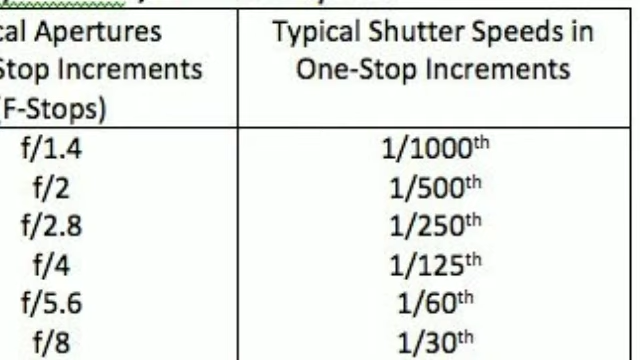 cal Apertures
Stop Increments
(F-Stops)
Typical Shutter Speeds in
One-Stop Increments
f/1.4 1/1000th
f/2 1/500th
f/2.8 1/250th
f/4 1/125th
f/5.6 1/60th
f/8 1/30th